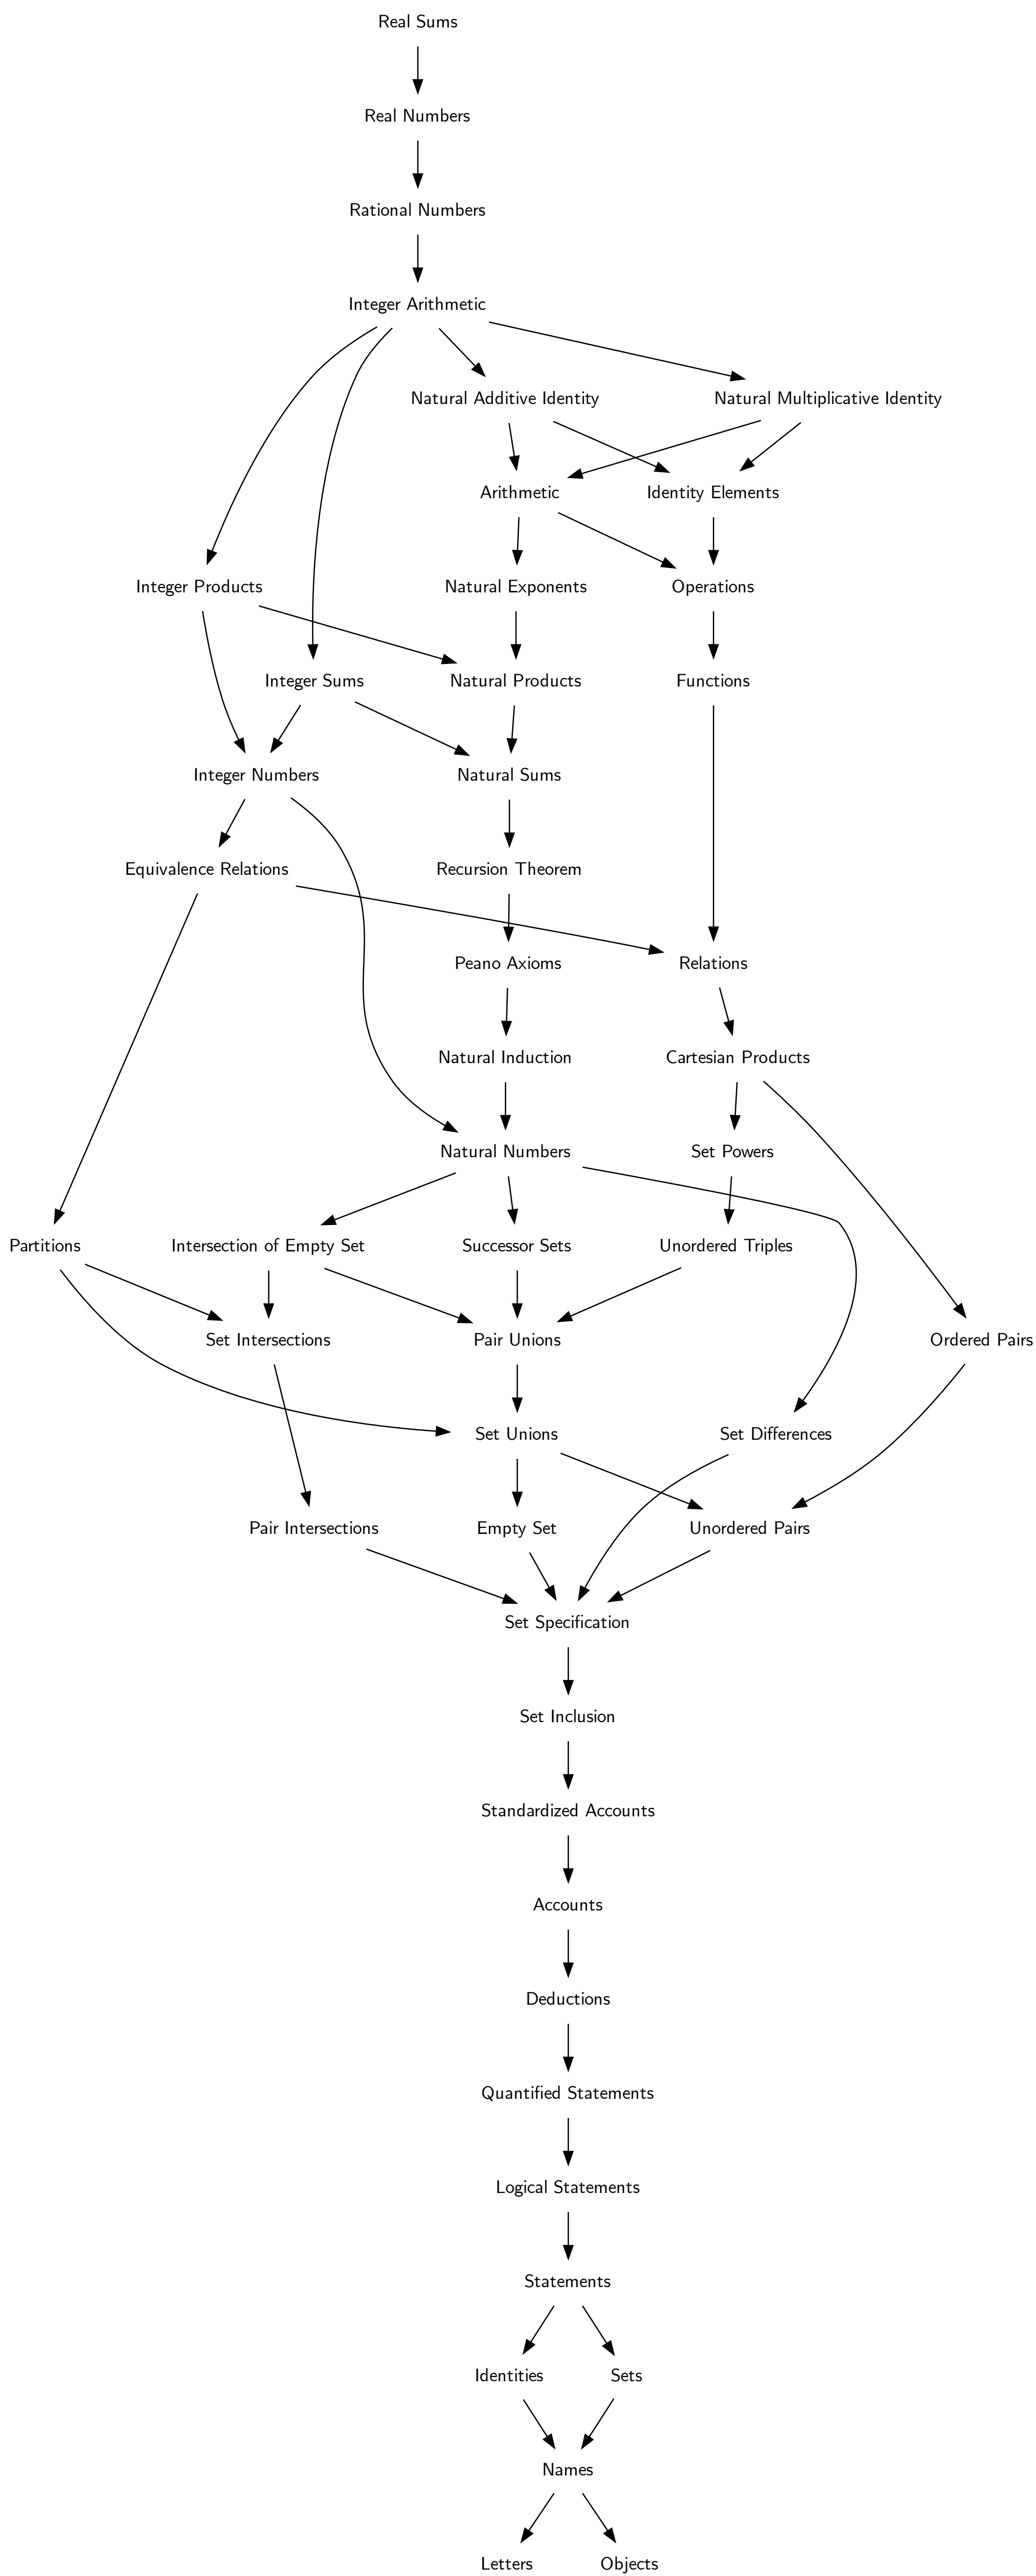 Real Sums
Real Numbers
Rational Numbers
Integer Arithmetic
Natural Additive Identity
Natural Multiplicative Identity
Arithmetic
Identity Elements
Integer Products
Natural Exponents
Operations
Integer Sums
Natural Products
Functions
Integer Numbers
Natural Sums
Equivalence Relations
Recursion Theorem
Peano Axioms
Relations
Natural Induction
Cartesian Products
Natural Numbers
Set Powers
Partitions
Intersection of Empty Set
Successor Sets
Unordered Triples
Set Intersections
Pair Unions
Ordered Pairs
Set Unions
Set Differences
Pair Intersections
Empty Set
Unordered Pairs
Set Specification
Set Inclusion
Standardized Accounts
Accounts
Deductions
Quantified Statements
Logical Statements
Statements
Identities
Sets
Names
Letters
Objects